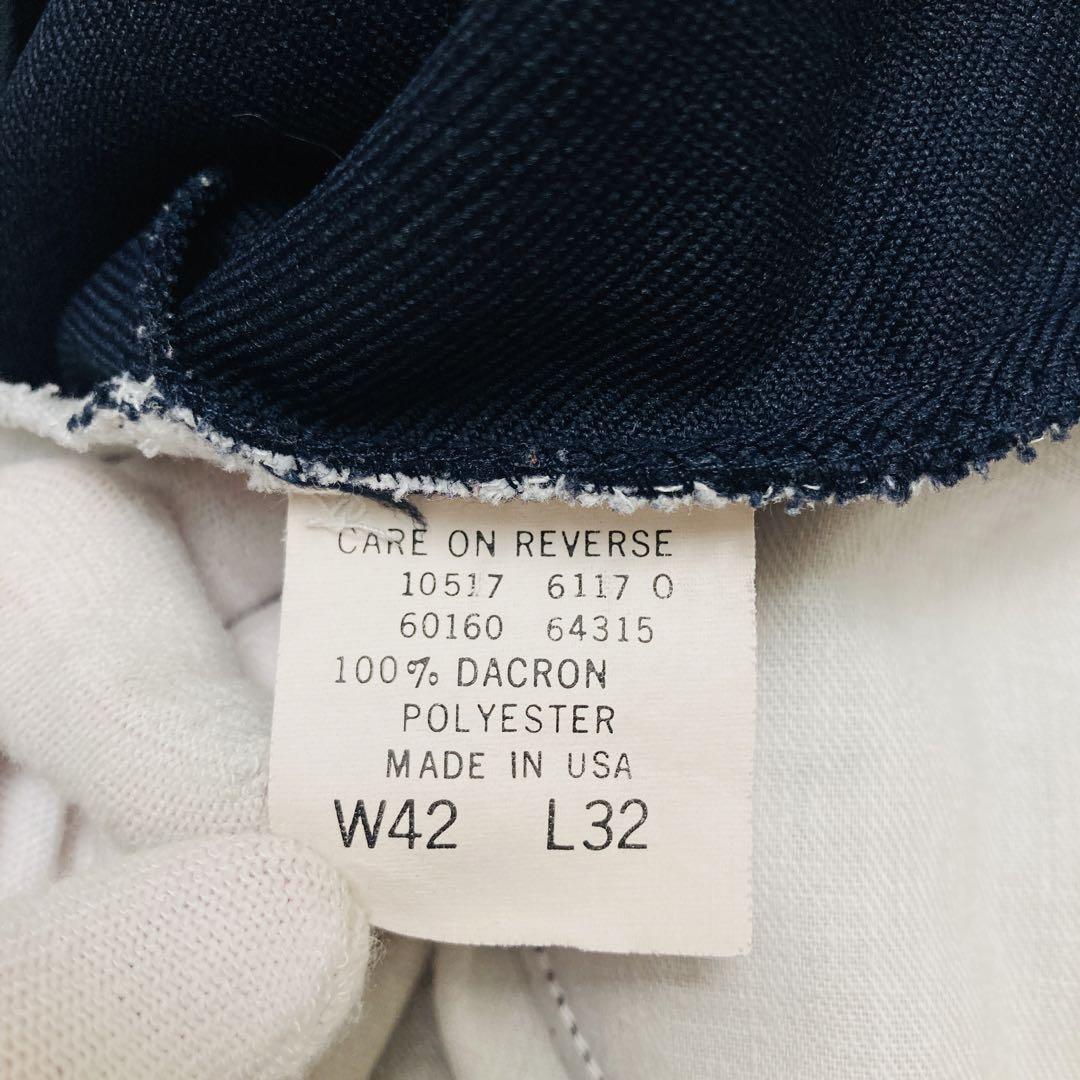 CARE ON REVERSE
10517 6117 0
60160 64315
100% DACRON
POLYESTER
MADE IN USA
W42 L32